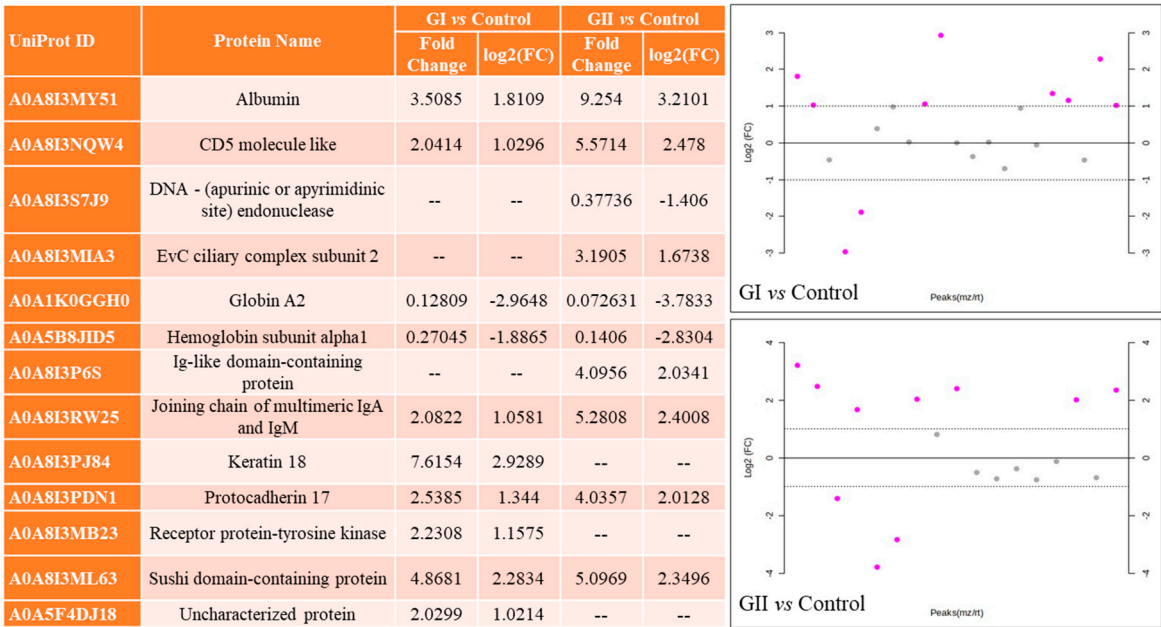 UniProt ID Protein Name GI vs Control GII vs Control
Fold Change log2(FC) Fold Change log2(FC)
A0A8I3MY51 Albumin 3.5085 1.8109 9.254 3.2101
A0A8I3NQW4 CD5 molecule like 2.0414 1.0296 5.5714 2.478
A0A8I3S7J9 DNA - (apurinic or apyrimidinic
site) endonuclease -- -- 0.37736 -1.406
A0A8I3MIA3 EvC ciliary complex subunit 2 -- -- 3.1905 1.6738
A0A1K0GGH0 Globin A2 0.12809 -2.9648 0.072631 -3.7833
A0A5B8JID5 Hemoglobin subunit alpha1 0.27045 -1.8865 0.1406 -2.8304
A0A8I3P6S Ig-like domain-containing
protein -- -- 4.0956 2.0341
A0A8I3RW25 Joining chain of multimeric IgA
and IgM 2.0822 1.0581 5.2808 2.4008
A0A8I3PJ84 Keratin 18 7.6154 2.9289 -- --
A0A8I3PDN1 Protocadherin 17 2.5385 1.344 4.0357 2.0128
A0A8I3MB23 Receptor protein-tyrosine kinase 2.2308 1.1575 -- --
A0A8I3ML63 Sushi domain-containing protein 4.8681 2.2834 5.0969 2.3496
A0A5F4DJ18 Uncharacterized protein 2.0299 1.0214 -- --
3 3
2 2
1 1
Log2 (FC)
0 0
-1 -1
-2 -2
-3 -3
GI vs Control
Peaks(mz/rt)
4 4
2 2
Log2 (FC)
0 0
-2 -2
-4 -4
GII vs Control
Peaks(mz/rt)